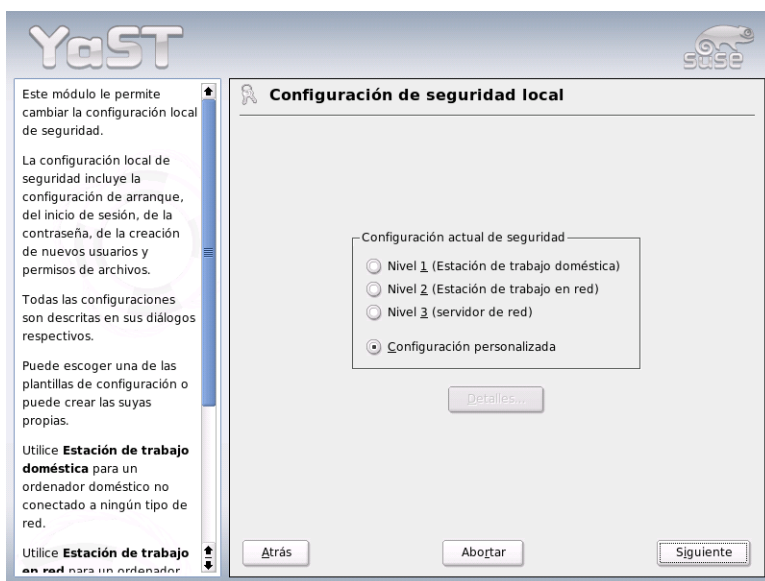 YaST
suse
Este módulo le permite
cambiar la configuración local
de seguridad.
La configuración local de
seguridad incluye la
configuración de arranque,
del inicio de sesión, de la
contraseña, de la creación
de nuevos usuarios y
permisos de archivos.
Todas las configuraciones
son descritas en sus diálogos
respectivos.
Puede escoger una de las
plantillas de configuración o
puede crear las suyas
propias.
Utilice Estación de trabajo
doméstica para un
ordenador doméstico no
conectado a ningún tipo de
red.
Utilice Estación de trabajo
en red para un ordenador
Configuración de seguridad local
Configuración actual de seguridad
Nivel 1 (Estación de trabajo doméstica)
Nivel 2 (Estación de trabajo en red)
Nivel 3 (servidor de red)
Configuración personalizada
Detalles...
Atrás
Abortar
Siguiente